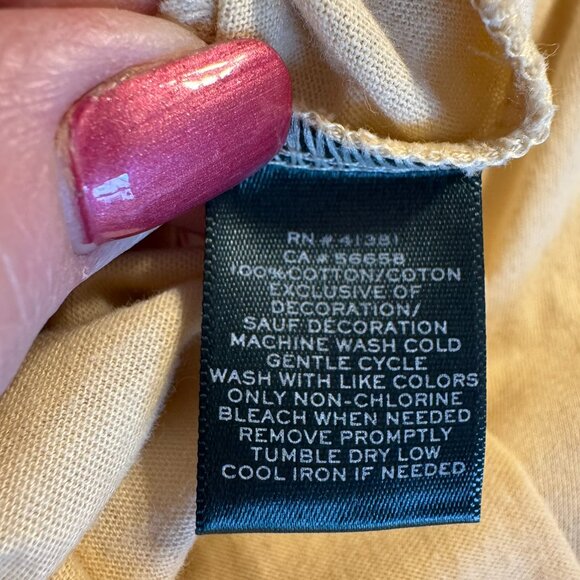 RN # 41381
CA # 56658
100% COTTON/COTON
EXCLUSIVE OF
DECORATION/
SAUF DECORATION
MACHINE WASH COLD
GENTLE CYCLE
WASH WITH LIKE COLORS
ONLY NON-CHLORINE
BLEACH WHEN NEEDED
REMOVE PROMPTLY
TUMBLE DRY LOW
COOL IRON IF NEEDED